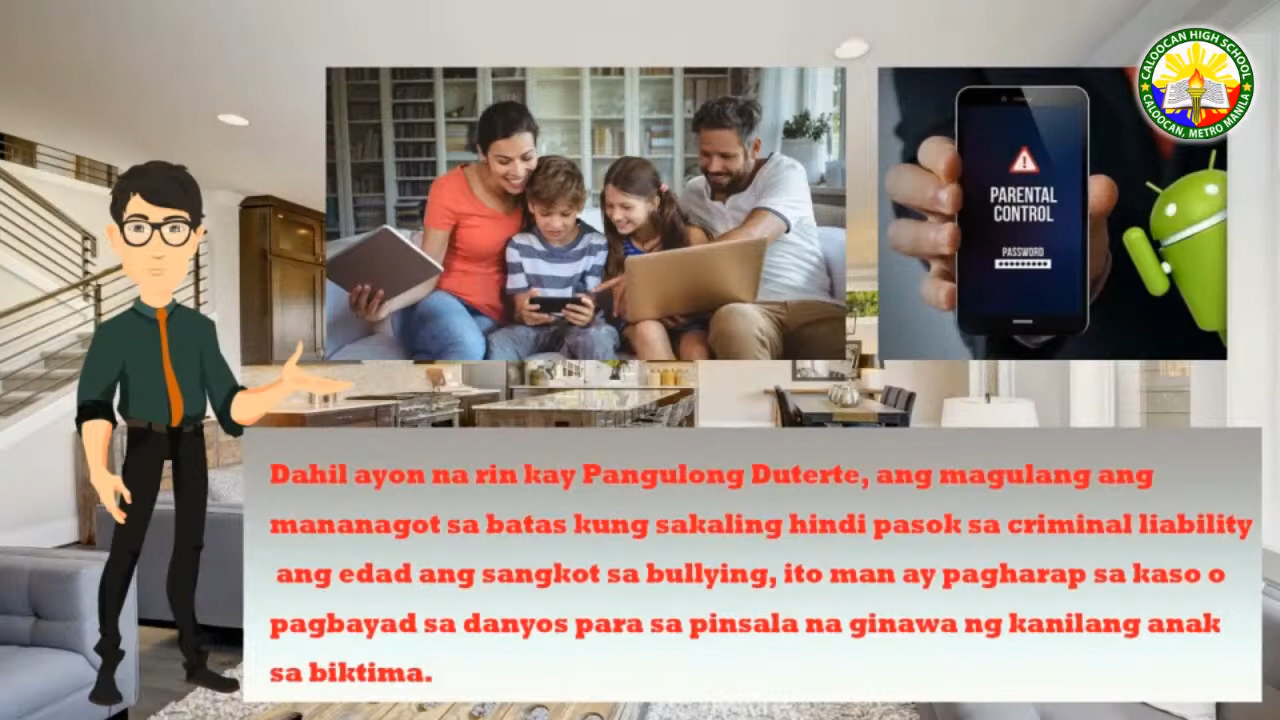 CALOOCAN HIGH SCHOOL
CALOOCAN, METRO MANILA
PARENTAL
CONTROL
PASSWORD
Dahil ayon na rin kay Pangulong Duterte, ang magulang ang
mananagot sa batas kung sakaling hindi pasok sa criminal liability
ang edad ang sangkot sa bullying, ito man ay pagharap sa kaso o
pagbayad sa danyos para sa pinsala na ginawa ng kanilang anak
sa biktima.